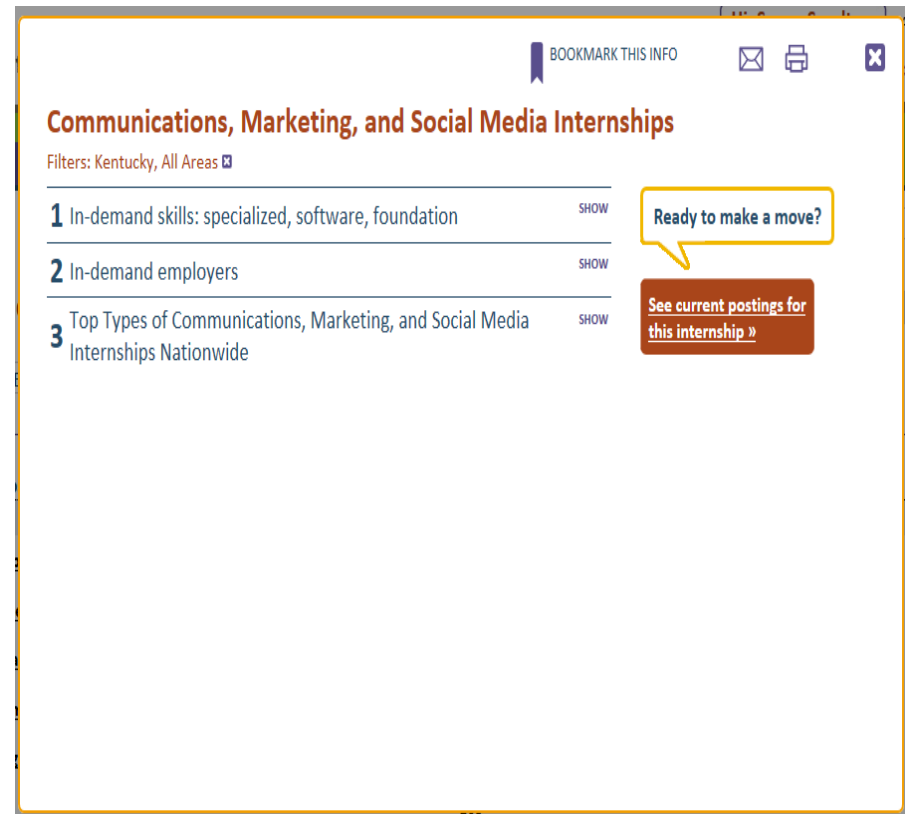 BOOKMARK THIS INFO
Communications, Marketing, and Social Media Internships
Filters: Kentucky, All Areas
1 In-demand skills: specialized, software, foundation SHOW
2 In-demand employers SHOW
3 Top Types of Communications, Marketing, and Social Media
Internships Nationwide SHOW
Ready to make a move?
See current postings for
this internship »